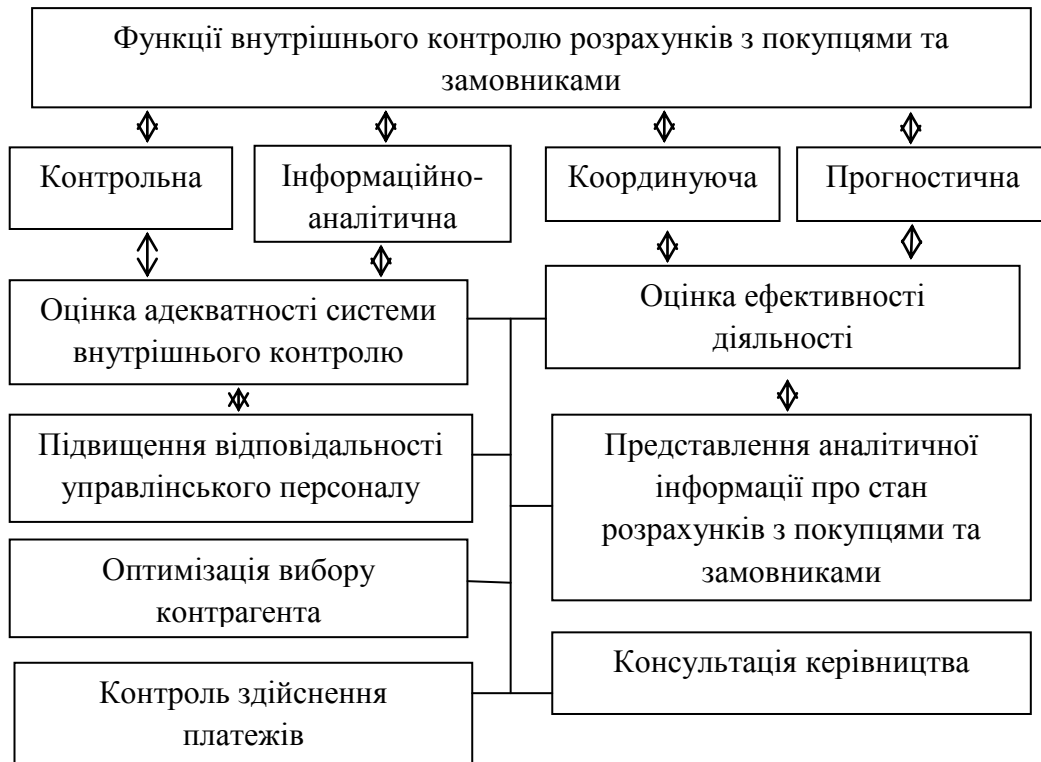 Функції внутрішнього контролю розрахунків з покупцями та
замовниками
Контрольна
Інформаційно-
аналітична
Координуюча
Прогностична
Оцінка адекватності системи
внутрішнього контролю
Оцінка ефективності
діяльності
Підвищення відповідальності
управлінського персоналу
Представлення аналітичної
інформації про стан
розрахунків з покупцями та
замовниками
Оптимізація вибору
контрагента
Консультація керівництва
Контроль здійснення
платежів